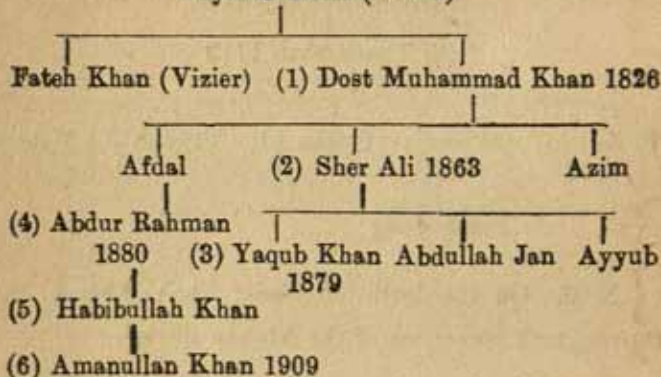 Fateh Khan (Vizier) (1) Dost Muhammad Khan 1826
Afdal (2) Sher Ali 1863 Azim
(4) Abdur Rahman
1880 (3) Yaqub Khan Abdullah Jan Ayyub
1879
(5) Habibullah Khan
(6) Amanullan Khan 1909